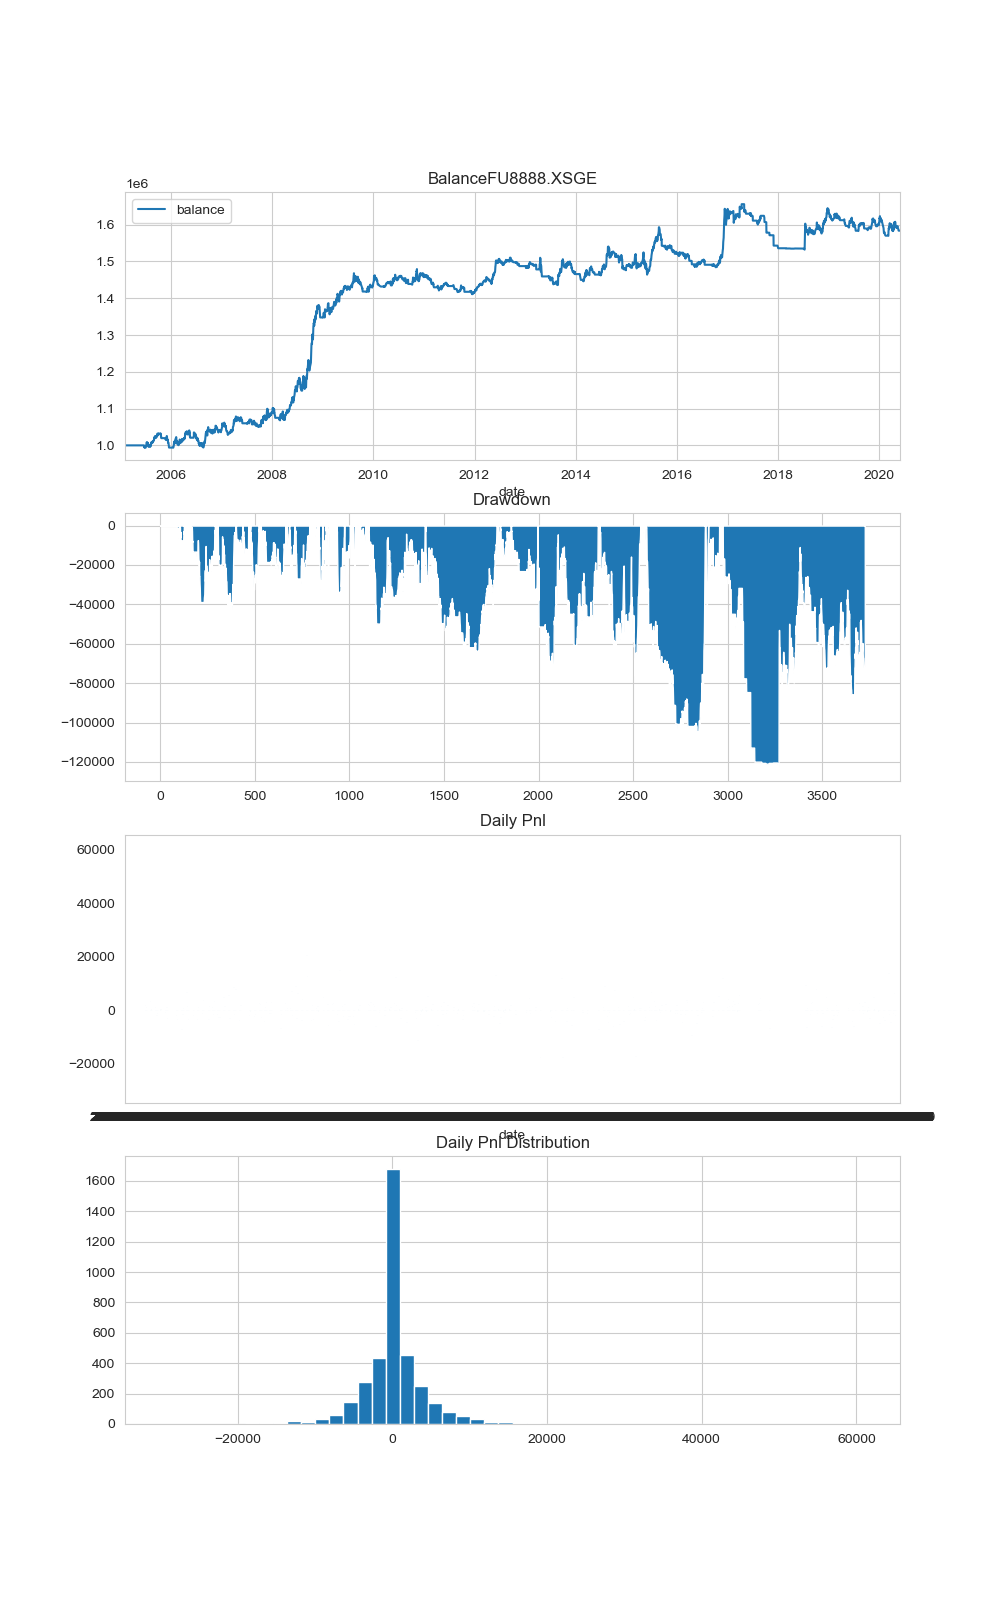 BalanceFU8888.XSGE
1e6
balance
1.6
1.5
1.4
1.3
1.2
1.1
1.0
2006 2008 2010 2012 2014 2016 2018 2020
date
Drawdown
0
−20000
−40000
−60000
−80000
−100000
−120000
0 500 1000 1500 2000 2500 3000 3500
Daily Pnl
60000
40000
20000
0
−20000
date
Daily Pnl Distribution
1600
1400
1200
1000
800
600
400
200
0
−20000 0 20000 40000 60000